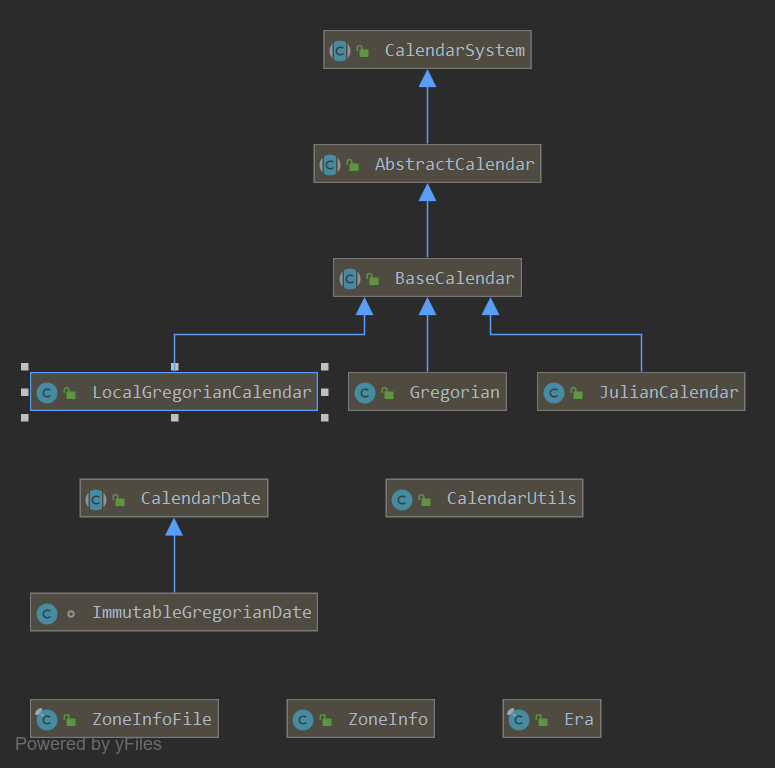 CalendarSystem
AbstractCalendar
BaseCalendar
LocalGregorianCalendar Gregorian JulianCalendar
CalendarDate CalendarUtils
ImmutableGregorianDate
ZoneInfoFile ZoneInfo Era
Powered by yFiles